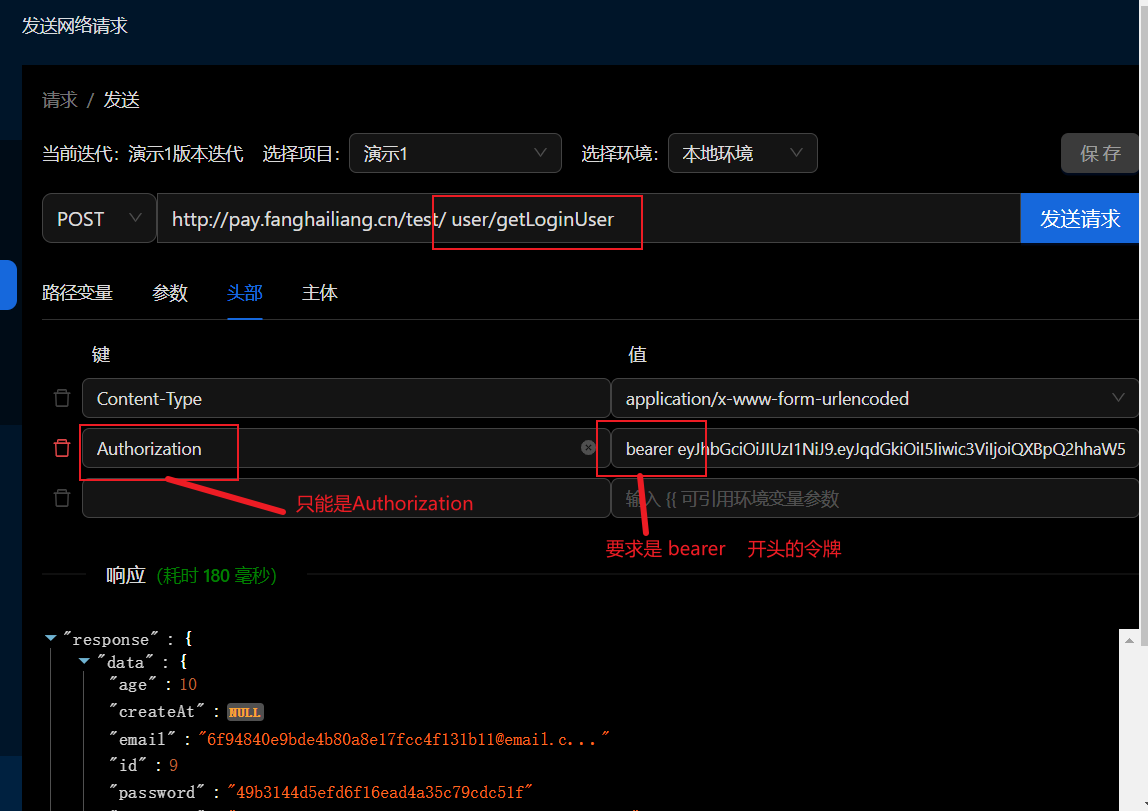 发送网络请求
请求 / 发送
当前迭代: 演示1版本迭代 选择项目: 演示1 选择环境: 本地环境 保 存
POST http://pay.fanghailiang.cn/test/ user/getLoginUser 发送请求
路径变量 参数 头部 主体
键 值
Content-Type application/x-www-form-urlencoded
Authorization bearer eyJhbGciOiJIUzI1NiJ9.eyJqdGkiOiI5Iiwic3ViIjoiQXBpQ2hhaW5
输入 {{ 可引用环境变量参数
只能是Authorization
要求是 bearer 开头的令牌
响应 (耗时 180 毫秒)
"response" : {
"data" : {
"age" : 10
"createAt" : NULL
"email" : "6f94840e9bde4b80a8e17fcc4f131b11@email.c..."
"id" : 9
"password" : "49b3144d5efd6f16ead4a35c79cdc51f"